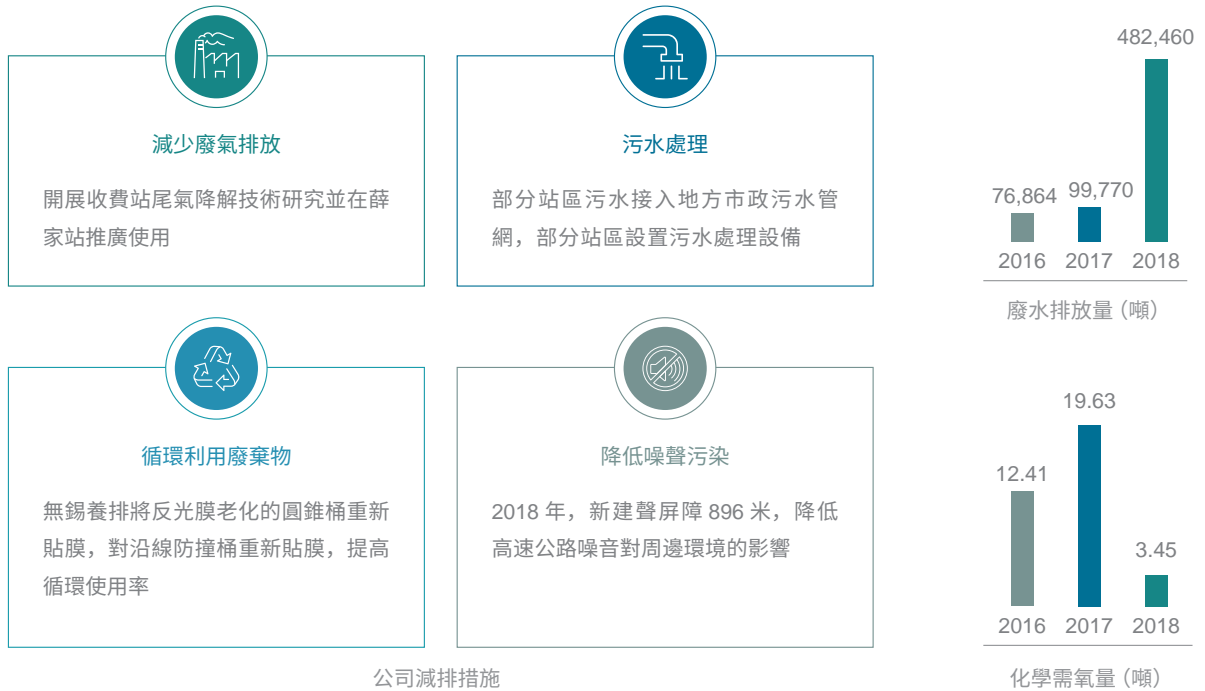 減少廢氣排放
開展收費站尾氣降解技術研究並在薛
家站推廣使用
污水處理
部分站區污水接入地方市政污水管
網，部分站區設置污水處理設備
循環利用廢棄物
無錫養排將反光膜老化的圓錐桶重新
貼膜，對沿線防撞桶重新貼膜，提高
循環使用率
降低噪聲污染
2018 年，新建聲屏障 896 米，降低
高速公路噪音對周邊環境的影響
公司減排措施
482,460
76,864
99,770
2016 2017 2018
廢水排放量（噸）
19.63
12.41
3.45
2016 2017 2018
化學需氧量（噸）